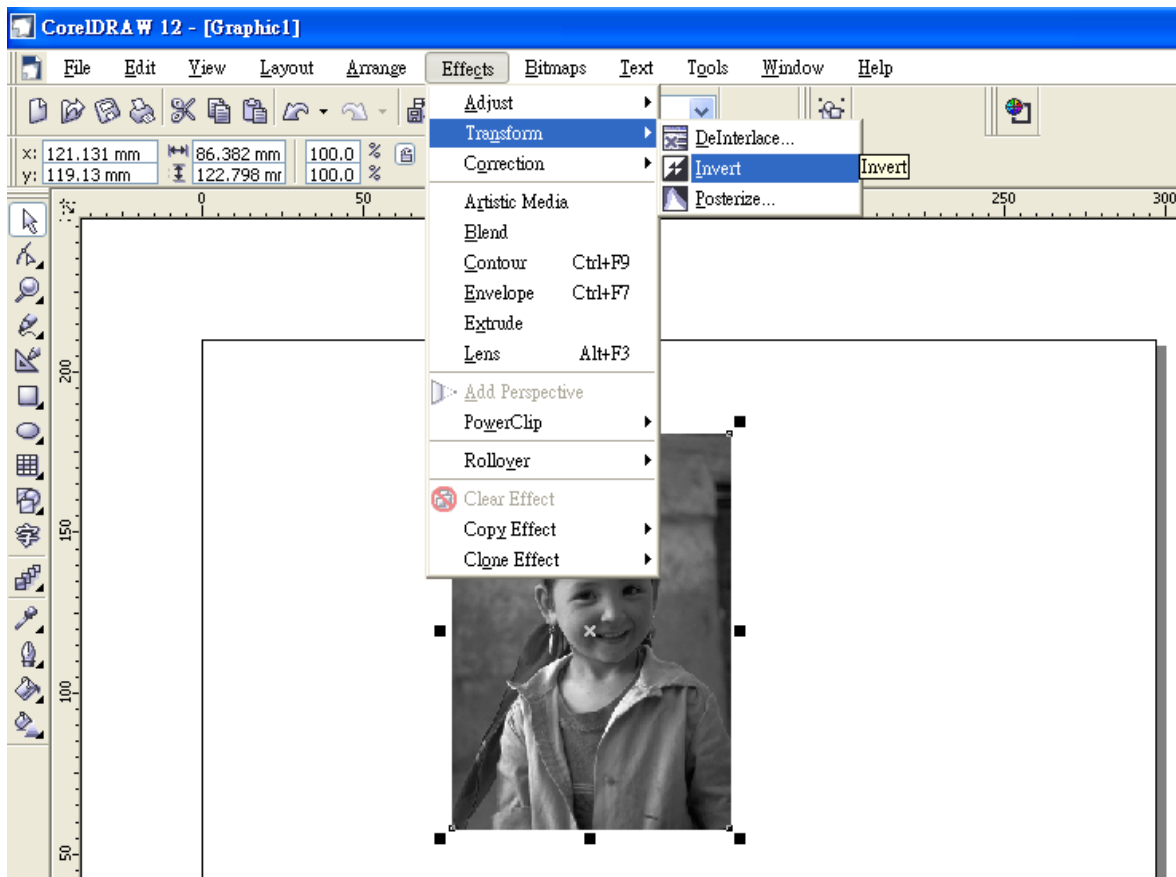 CorelDRAW 12 - [Graphic1]
File Edit View Layout Arrange Effects Bitmaps Text Tools Window Help
x: 121.131 mm 86.382 mm 100.0 %
y: 119.13 mm 122.798 mm 100.0 %
Adjust
Transform
Correction
Artistic Media
Blend
Contour Ctrl+F9
Envelope Ctrl+F7
Extrude
Lens Alt+F3
Add Perspective
PowerClip
Rollover
Clear Effect
Copy Effect
Clone Effect
DeInterlace...
Invert
Posterize...
Invert
0 50 250 300
200
150
100
50
字